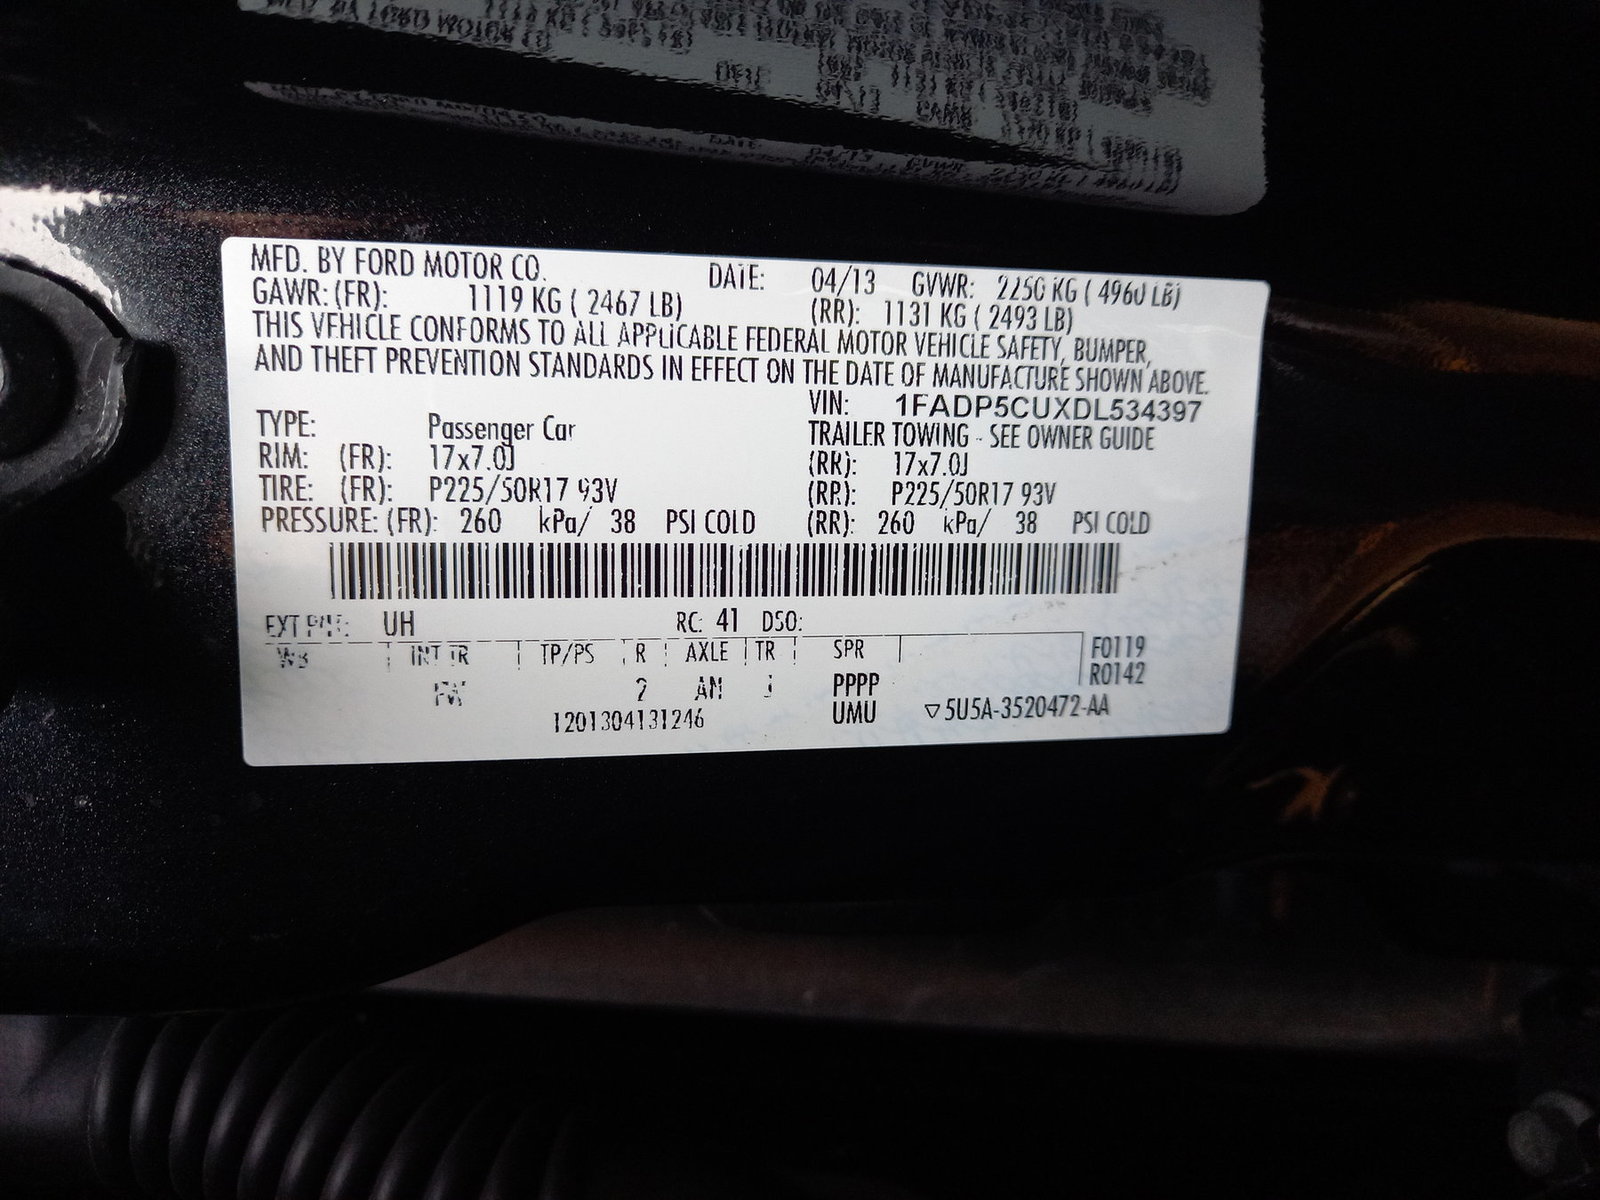 MFD. BY FORD MOTOR CO. DATE: 04/13 GVWR: 2250 KG ( 4960 LB)
GAWR: (FR): 1119 KG ( 2467 LB) (RR): 1131 KG ( 2493 LB)
THIS VEHICLE CONFORMS TO ALL APPLICABLE FEDERAL MOTOR VEHICLE SAFETY, BUMPER,
AND THEFT PREVENTION STANDARDS IN EFFECT ON THE DATE OF MANUFACTURE SHOWN ABOVE.
VIN: 1FADP5CUXDL534397
TYPE: Passenger Car TRAILER TOWING - SEE OWNER GUIDE
RIM: (FR): 17x7.0J (RR): 17x7.0J
TIRE: (FR): P225/50R17 93V (RR): P225/50R17 93V
PRESSURE: (FR): 260 kPa/ 38 PSI COLD (RR): 260 kPa/ 38 PSI COLD
EXT PNT: UH RC: 41 DSO:
WB INT TR TP/PS R AXLE TR SPR F0119
R0142
2 AN J PPPP
1201304131246 UMU ▽5U5A-3520472-AA